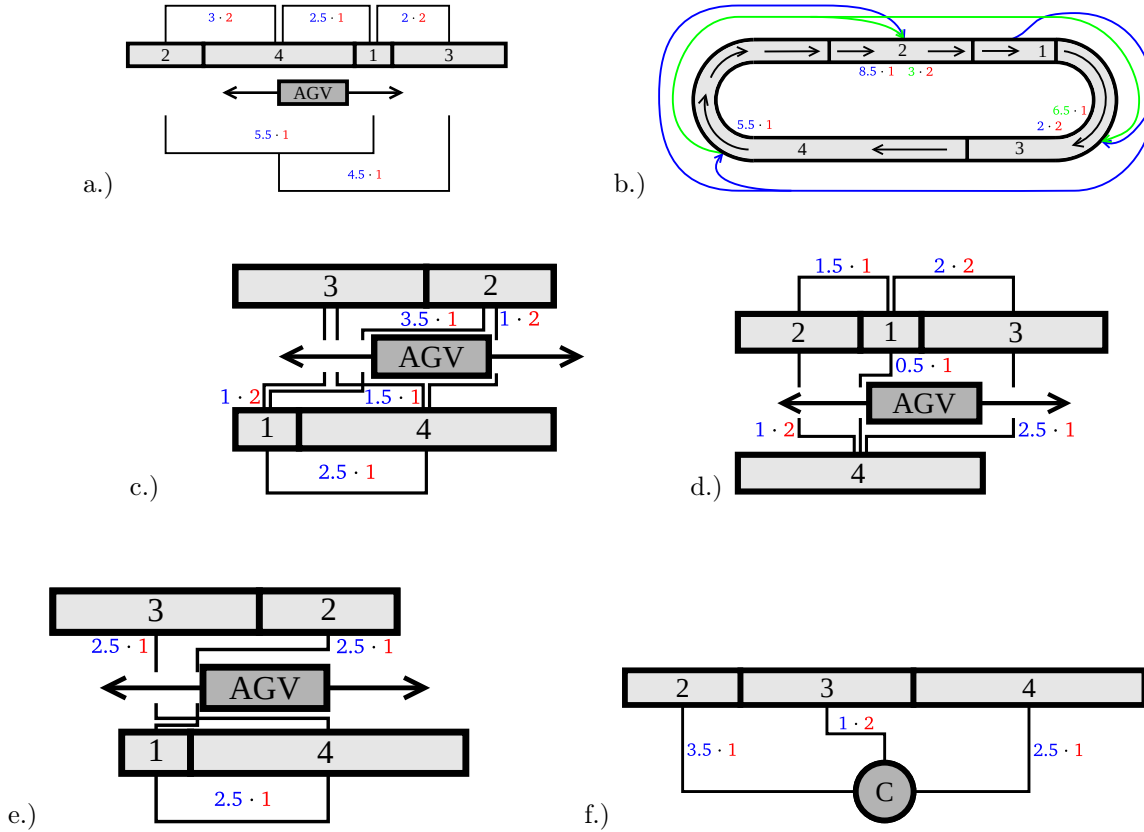 3 · 2 2.5 · 1 2 · 2
2 4 1 3
AGV
5.5 · 1
4.5 · 1
a.)
2 1
8.5 · 1 3 · 2
6.5 · 1
5.5 · 1 2 · 2
4 3
b.)
3 2
3.5 · 1 1 · 2
AGV
1 · 2 1.5 · 1
1 4
2.5 · 1
c.)
1.5 · 1 2 · 2
2 1 3
0.5 · 1
AGV
1 · 2 2.5 · 1
4
d.)
3 2
2.5 · 1 2.5 · 1
AGV
1 4
2.5 · 1
e.)
2 3 4
1 · 2
3.5 · 1 2.5 · 1
C
f.)